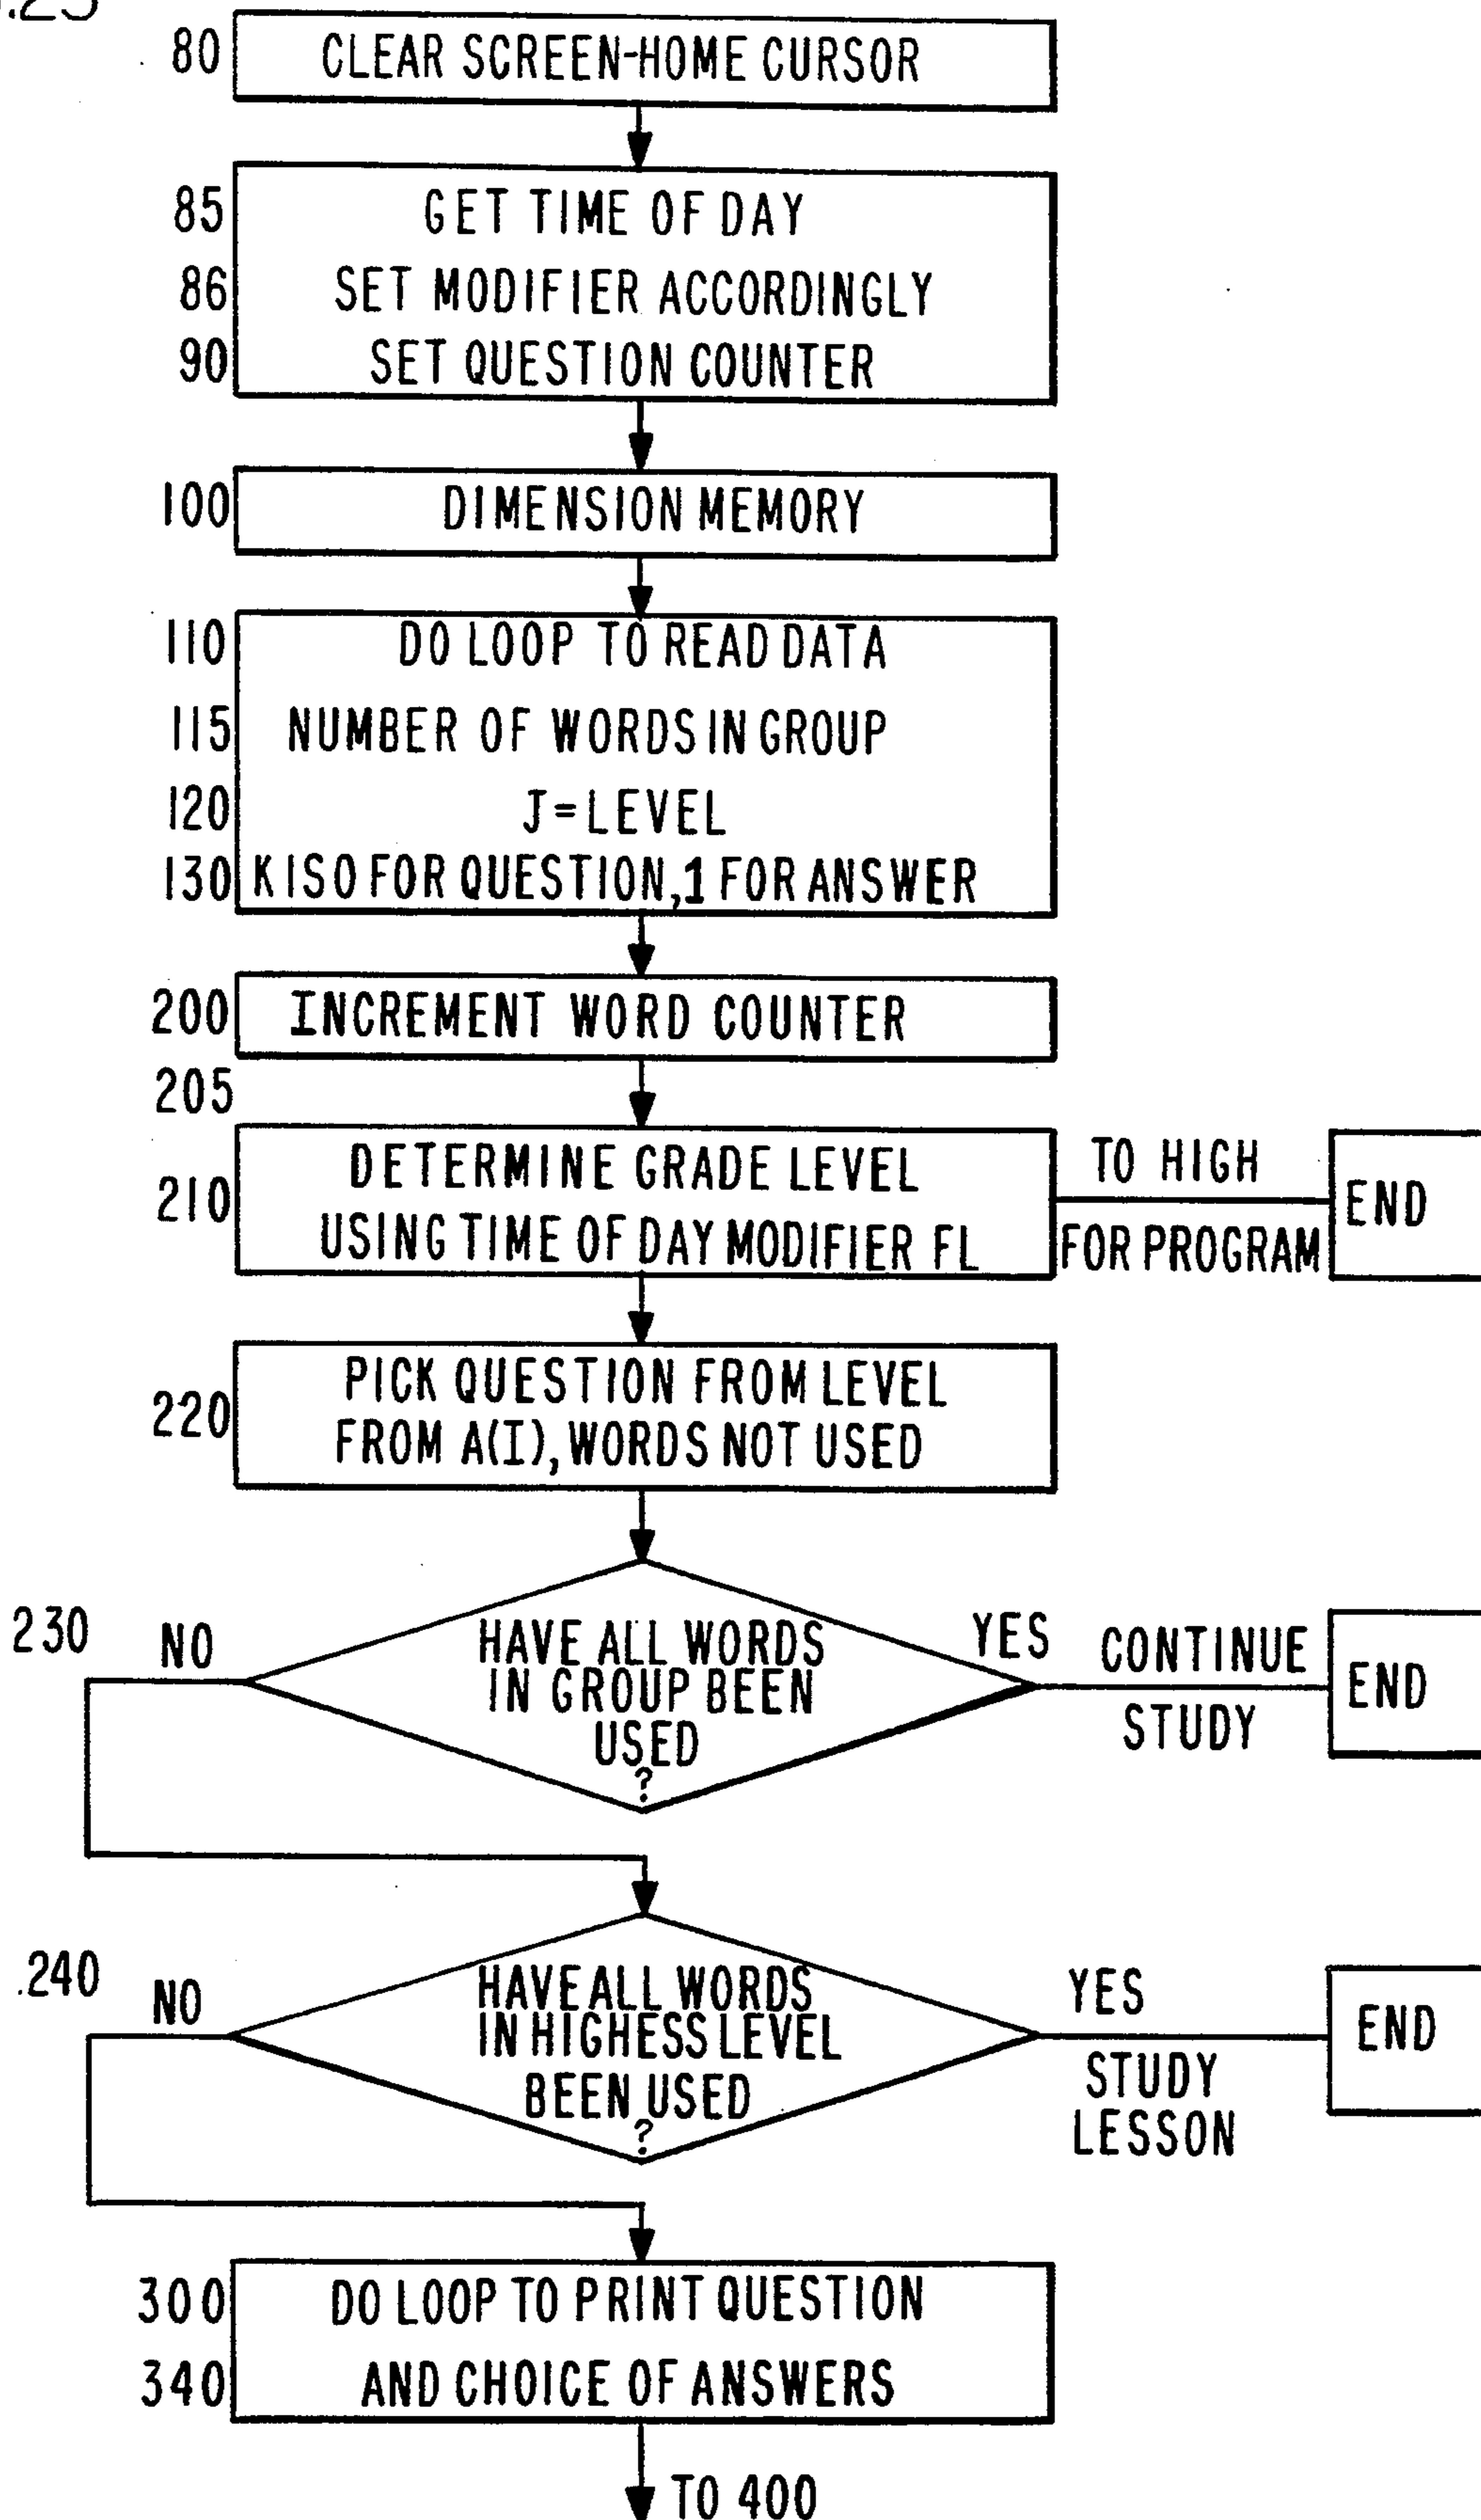 .25
80 CLEAR SCREEN-HOME CURSOR
85 GET TIME OF DAY
86 SET MODIFIER ACCORDINGLY
90 SET QUESTION COUNTER
100 DIMENSION MEMORY
110 DO LOOP TO READ DATA
115 NUMBER OF WORDS IN GROUP
120 J=LEVEL
130 K IS 0 FOR QUESTION,1 FOR ANSWER
200 INCREMENT WORD COUNTER
205
210
DETERMINE GRADE LEVEL
USING TIME OF DAY MODIFIER FL
TO HIGH
FOR PROGRAM
END
220
PICK QUESTION FROM LEVEL
FROM A(I), WORDS NOT USED
230
NO
HAVE ALL WORDS
IN GROUP BEEN
USED
?
YES
CONTINUE
STUDY
END
240
NO
HAVE ALL WORDS
IN HIGHESS LEVEL
BEEN USED
?
YES
STUDY
LESSON
END
300 DO LOOP TO PRINT QUESTION
340 AND CHOICE OF ANSWERS
TO 400